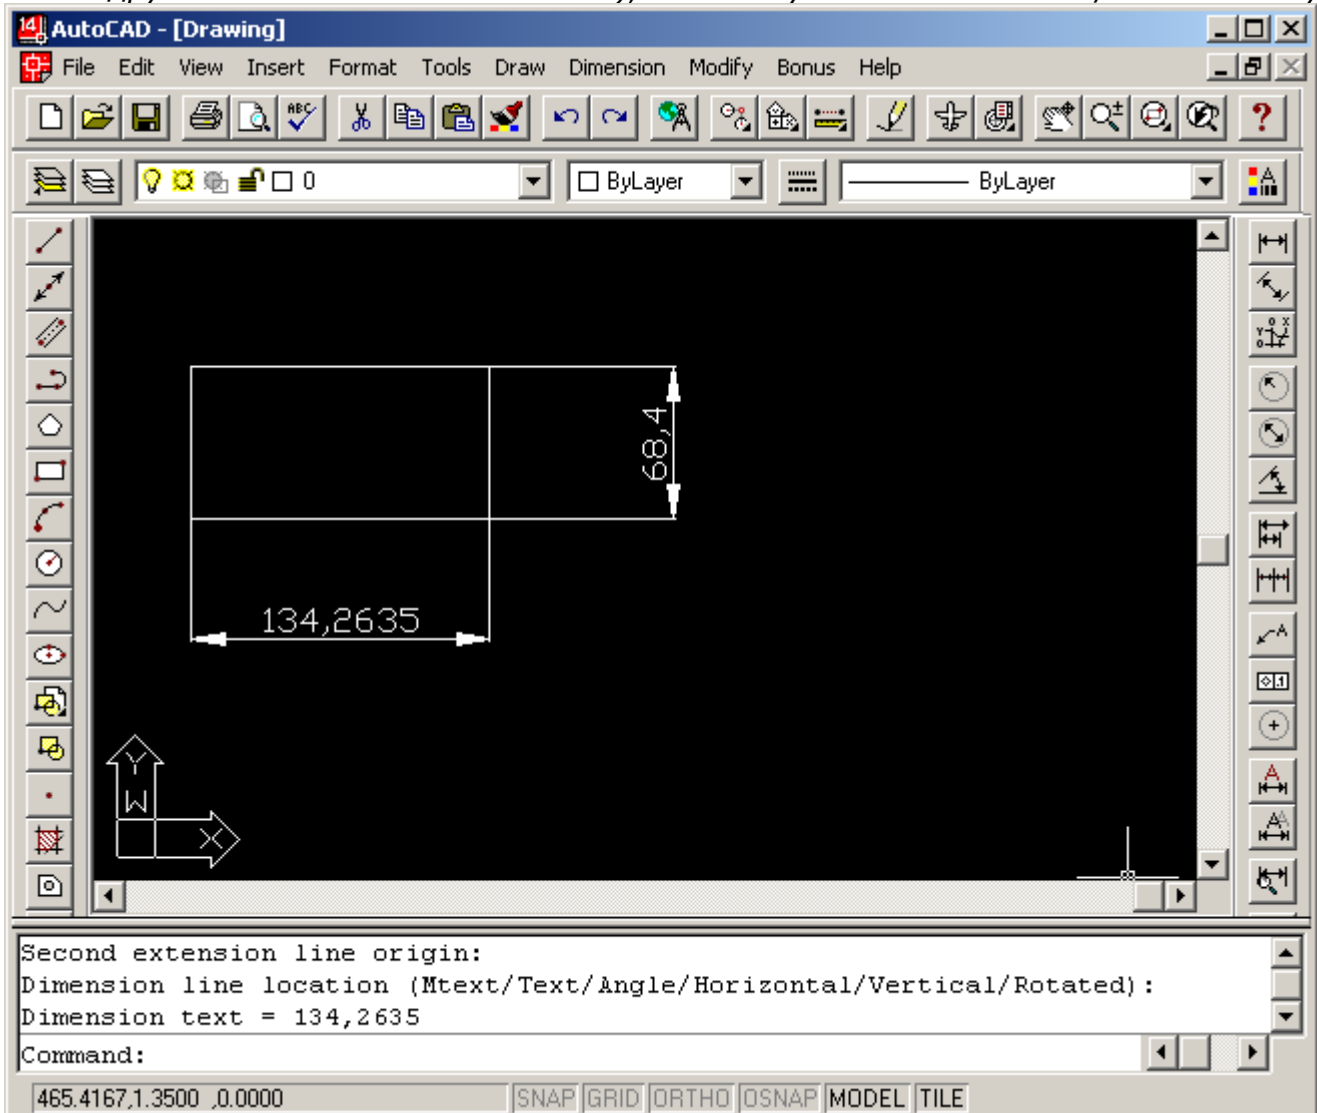 14 AutoCAD - [Drawing]
File Edit View Insert Format Tools Draw Dimension Modify Bonus Help
ABC ?
0 ByLayer ByLayer A
68,4
134,2635
Y
W
X
Second extension line origin:
Dimension line location (Mtext/Text/Angle/Horizontal/Vertical/Rotated):
Dimension text = 134,2635
Command:
465.4167,1.3500 ,0.0000 SNAP GRID ORTHO OSNAP MODEL TILE